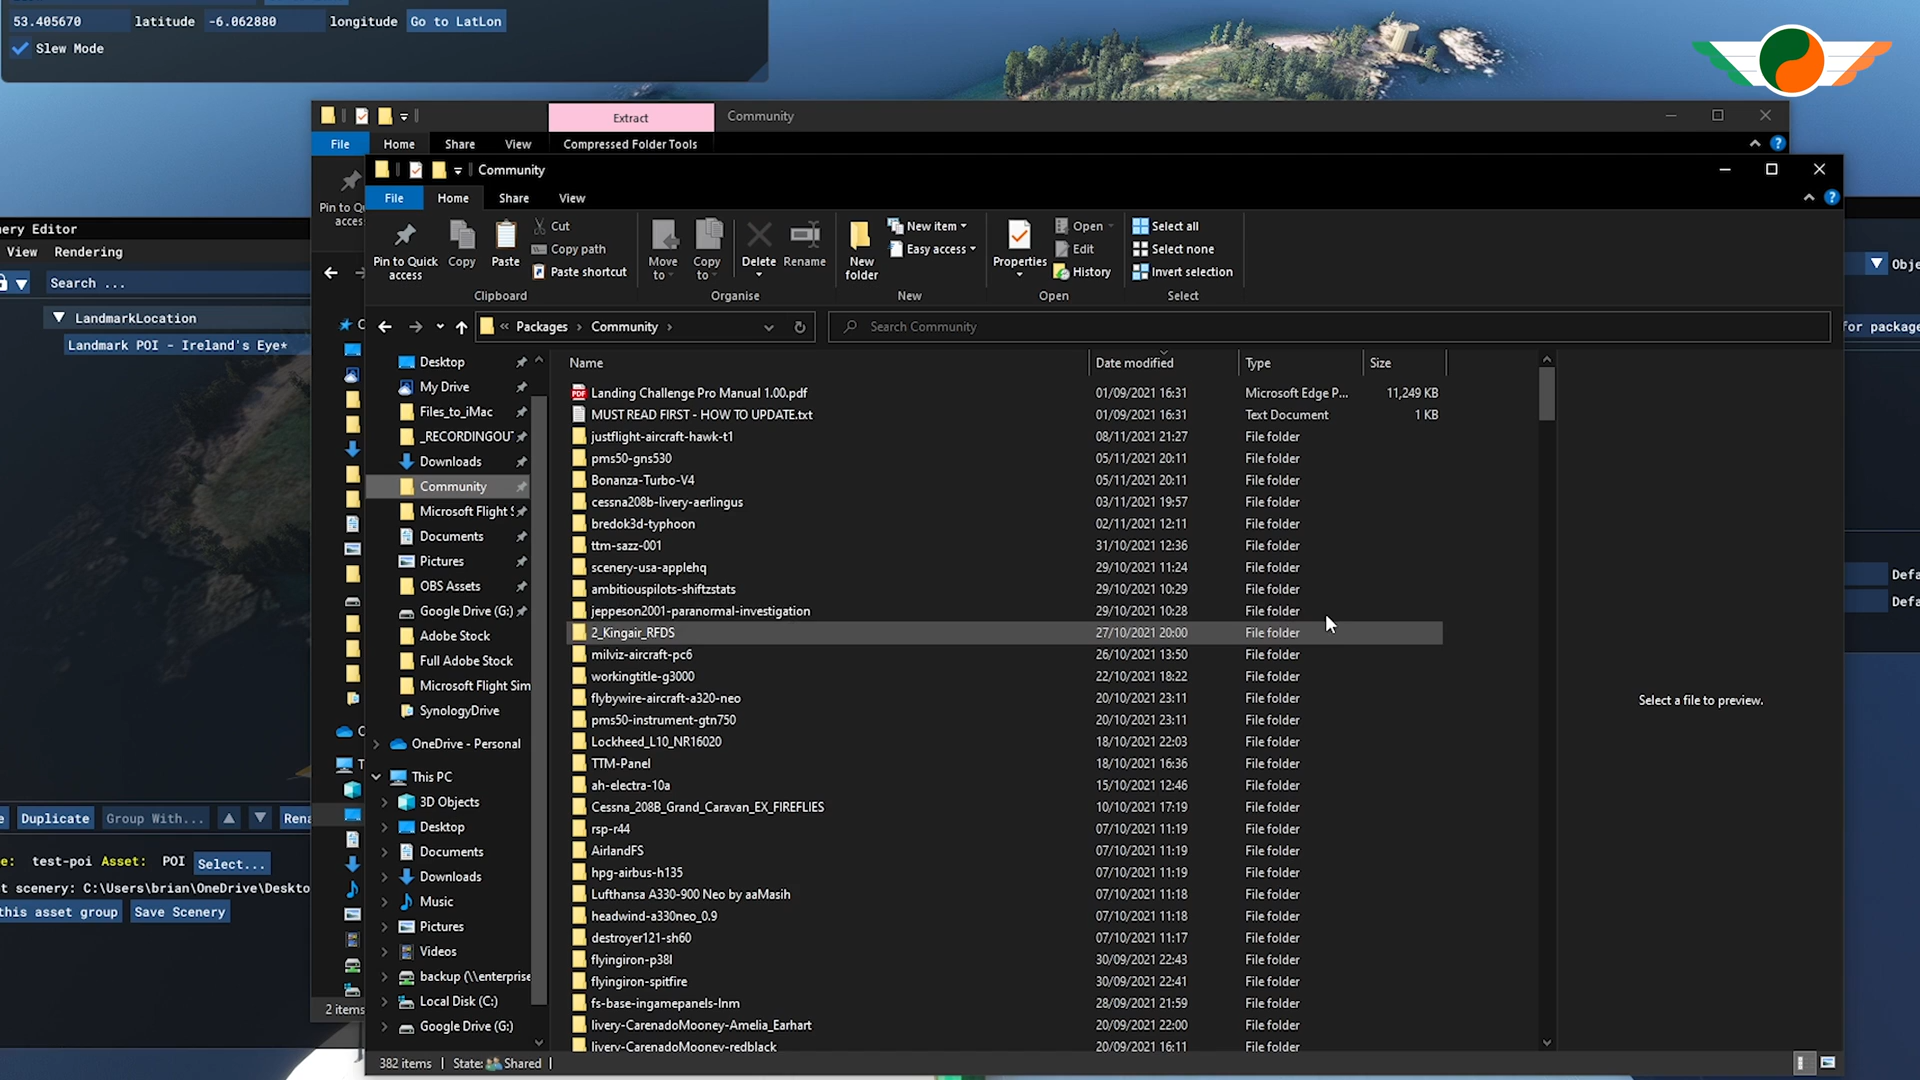 53.405670 latitude -6.062880 longitude Go to LatLon
Slew Mode
Extract Community
File Home Share View Compressed Folder Tools
Community
File Home Share View
Pin to Quick access
Copy
Paste
Cut
Copy path
Paste shortcut
Move to
Copy to
Delete
Rename
New folder
New item
Easy access
Properties
Open
Edit
History
Select all
Select none
Invert selection
Clipboard Organise New Open Select
« Packages › Community ›
Search Community
View Rendering
Search ...
LandmarkLocation
Landmark POI - Ireland's Eye*
Duplicate Group With...
test-poi Asset: POI Select...
C:\Users\brian\OneDrive\Deskto
this asset group Save Scenery
2 items
Desktop
My Drive
Files_to_iMac
_RECORDINGOUT
Downloads
Community
Microsoft Flight S
Documents
Pictures
OBS Assets
Google Drive (G:)
Adobe Stock
Full Adobe Stock
Microsoft Flight Sim
SynologyDrive
OneDrive - Personal
This PC
3D Objects
Desktop
Documents
Downloads
Music
Pictures
Videos
backup (\\enterprise
Local Disk (C:)
Google Drive (G:)
Name Date modified Type Size
Landing Challenge Pro Manual 1.00.pdf 01/09/2021 16:31 Microsoft Edge P... 11,249 KB
MUST READ FIRST - HOW TO UPDATE.txt 01/09/2021 16:31 Text Document 1 KB
justflight-aircraft-hawk-t1 08/11/2021 21:27 File folder
pms50-gns530 05/11/2021 20:11 File folder
Bonanza-Turbo-V4 05/11/2021 20:11 File folder
cessna208b-livery-aerlingus 03/11/2021 19:57 File folder
bredok3d-typhoon 02/11/2021 12:11 File folder
ttm-sazz-001 31/10/2021 12:36 File folder
scenery-usa-applehq 29/10/2021 11:24 File folder
ambitiouspilots-shiftzstats 29/10/2021 10:29 File folder
jeppeson2001-paranormal-investigation 29/10/2021 10:28 File folder
2_Kingair_RFDS 27/10/2021 20:00 File folder
milviz-aircraft-pc6 26/10/2021 13:50 File folder
workingtitle-g3000 22/10/2021 18:22 File folder
flybywire-aircraft-a320-neo 20/10/2021 23:11 File folder
pms50-instrument-gtn750 20/10/2021 23:11 File folder
Lockheed_L10_NR16020 18/10/2021 22:03 File folder
TTM-Panel 18/10/2021 16:36 File folder
ah-electra-10a 15/10/2021 12:46 File folder
Cessna_208B_Grand_Caravan_EX_FIREFLIES 10/10/2021 17:19 File folder
rsp-r44 07/10/2021 11:19 File folder
AirlandFS 07/10/2021 11:19 File folder
hpg-airbus-h135 07/10/2021 11:19 File folder
Lufthansa A330-900 Neo by aaMasih 07/10/2021 11:18 File folder
headwind-a330neo_0.9 07/10/2021 11:18 File folder
destroyer121-sh60 07/10/2021 11:17 File folder
flyingiron-p38l 30/09/2021 22:43 File folder
flyingiron-spitfire 30/09/2021 22:41 File folder
fs-base-ingamepanels-lnm 28/09/2021 21:59 File folder
livery-CarenadoMooney-Amelia_Earhart 20/09/2021 22:00 File folder
livery-CarenadoMooney-redblack 20/09/2021 16:11 File folder
Select a file to preview.
382 items State: Shared